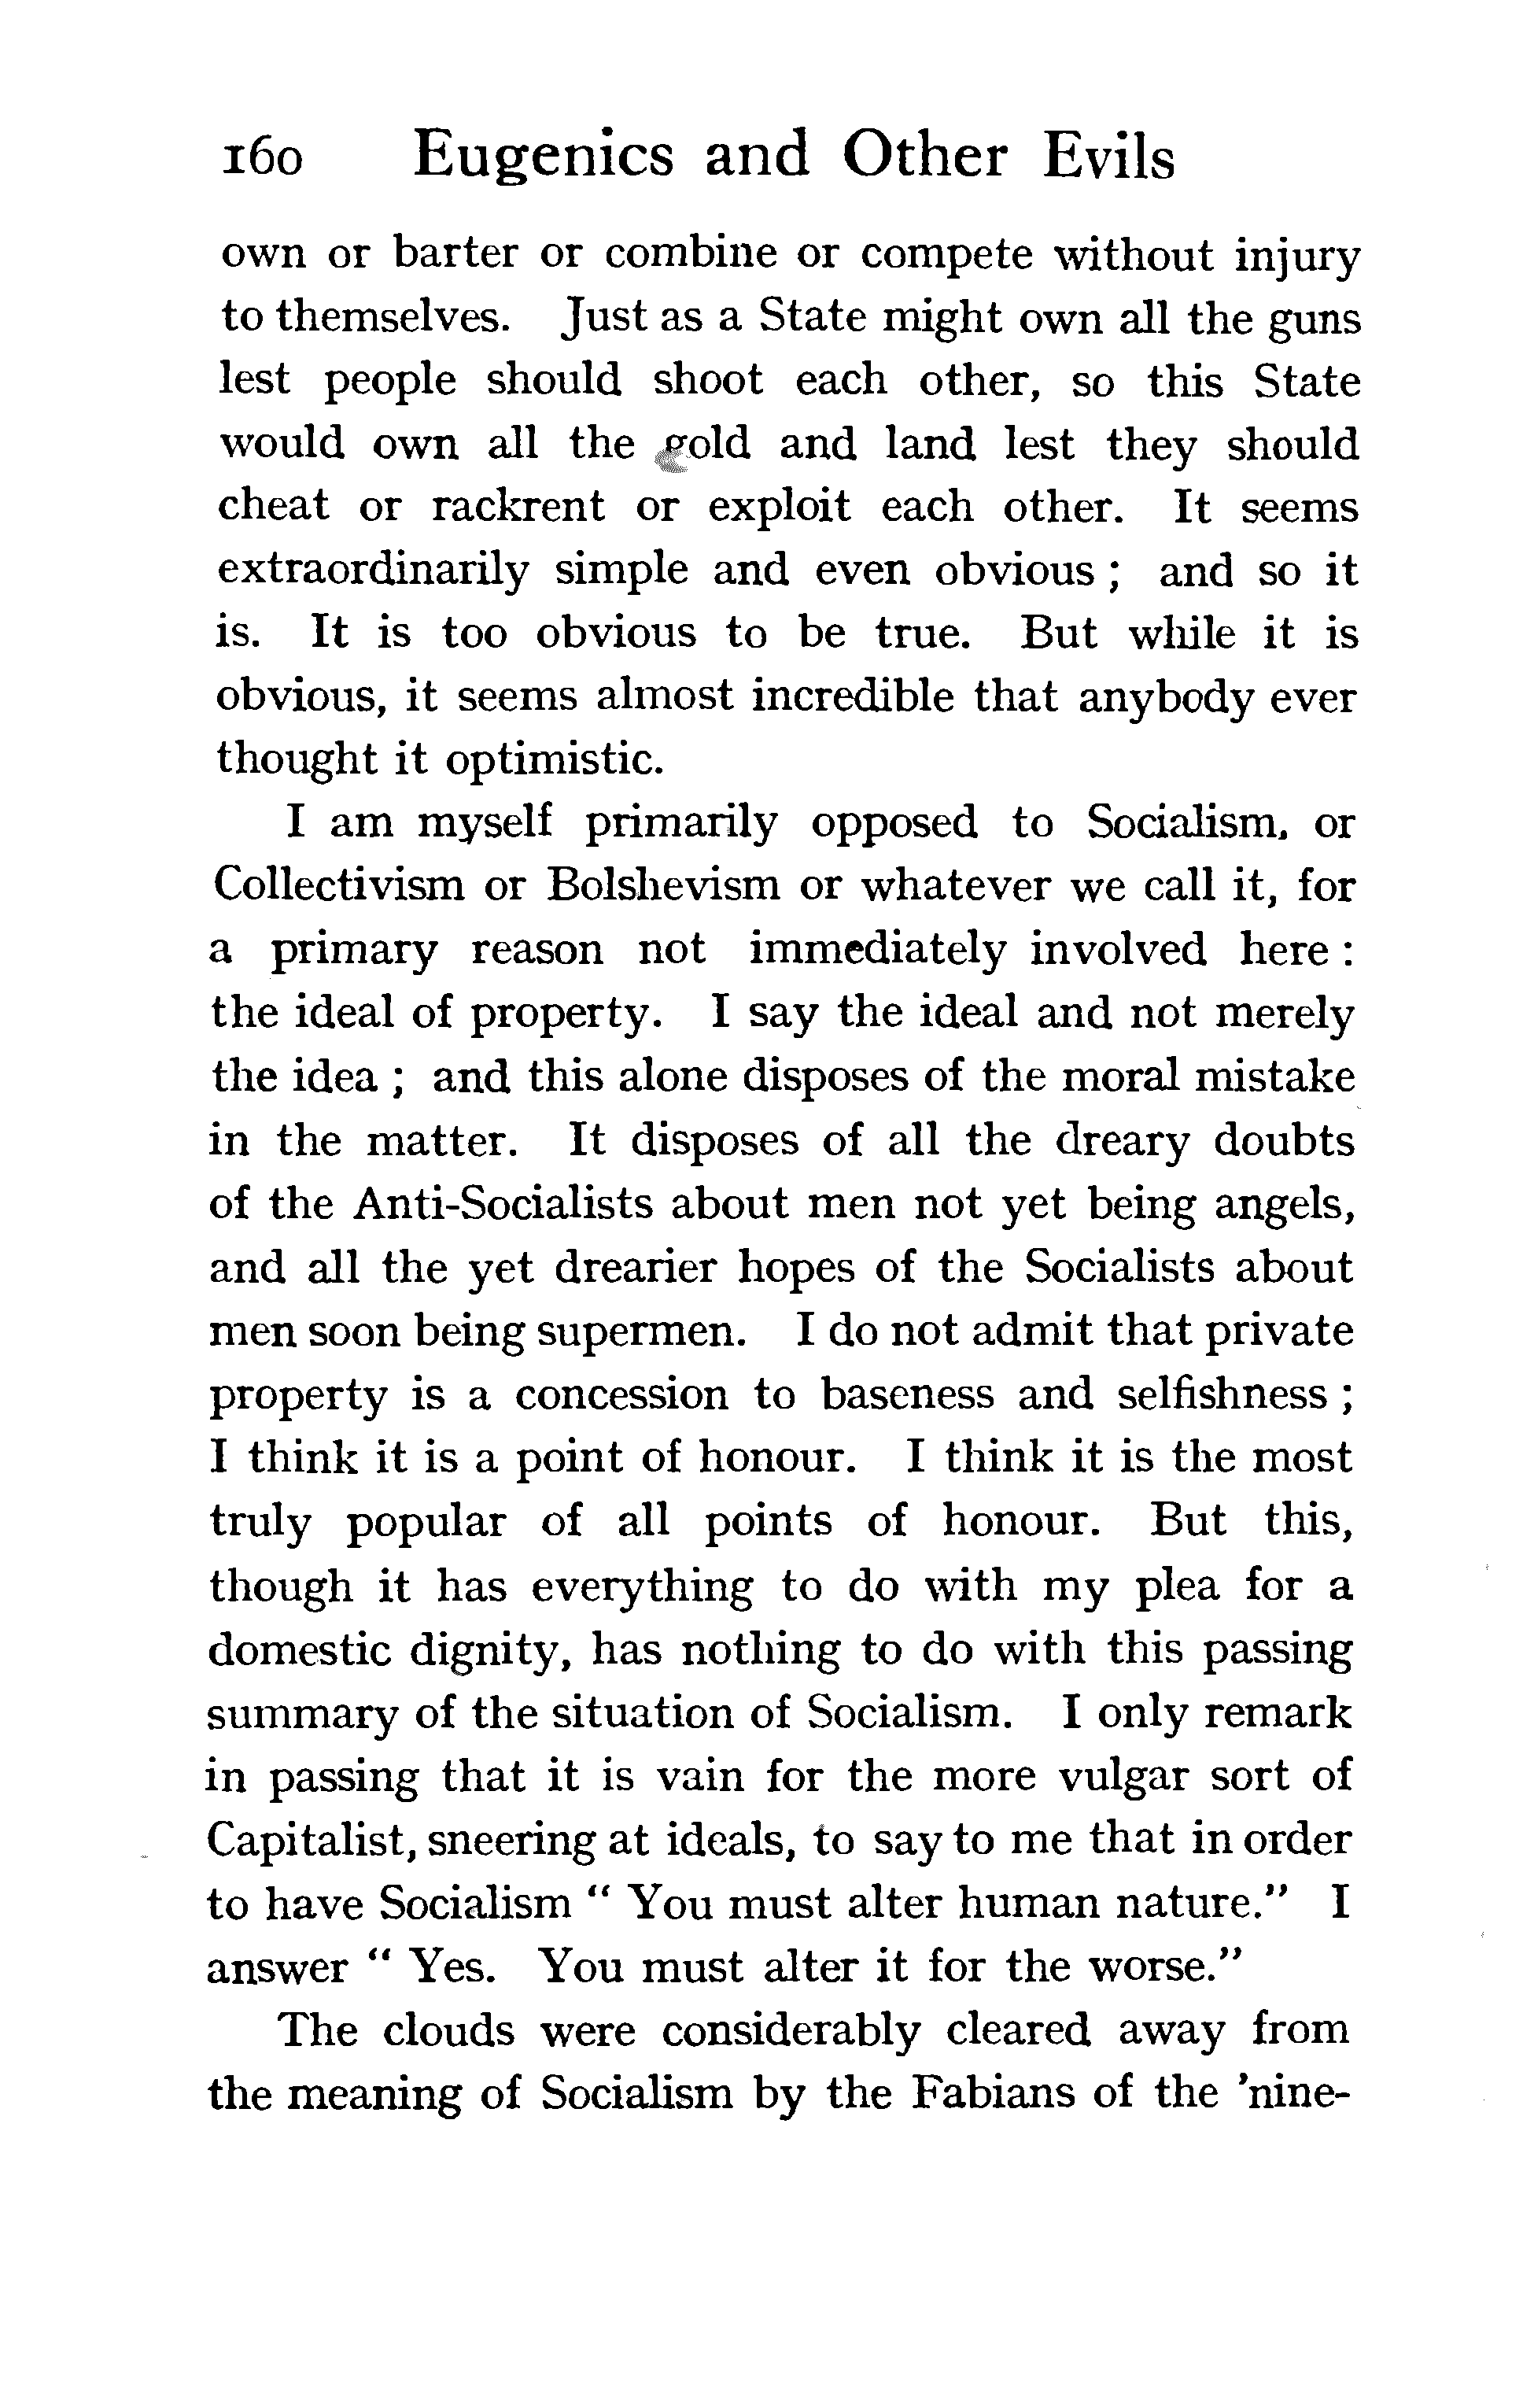 160 Eugenics and Other Evils
own or barter or combine or compete without injury
to themselves. Just as a State might own all the guns
lest people should shoot each other, so this State
would own all the gold and land lest they should
cheat or rackrent or exploit each other. It seems
extraordinarily simple and even obvious ; and so it
is. It is too obvious to be true. But while it is
obvious, it seems almost incredible that anybody ever
thought it optimistic.
I am myself primarily opposed to Socialism, or
Collectivism or Bolshevism or whatever we call it, for
a primary reason not immediately involved here :
the ideal of property. I say the ideal and not merely
the idea ; and this alone disposes of the moral mistake
in the matter. It disposes of all the dreary doubts
of the Anti-Socialists about men not yet being angels,
and all the yet drearier hopes of the Socialists about
men soon being supermen. I do not admit that private
property is a concession to baseness and selfishness ;
I think it is a point of honour. I think it is the most
truly popular of all points of honour. But this,
though it has everything to do with my plea for a
domestic dignity, has nothing to do with this passing
summary of the situation of Socialism. I only remark
in passing that it is vain for the more vulgar sort of
Capitalist, sneering at ideals, to say to me that in order
to have Socialism “ You must alter human nature.” I
answer “ Yes. You must alter it for the worse.”
The clouds were considerably cleared away from
the meaning of Socialism by the Fabians of the ’nine-